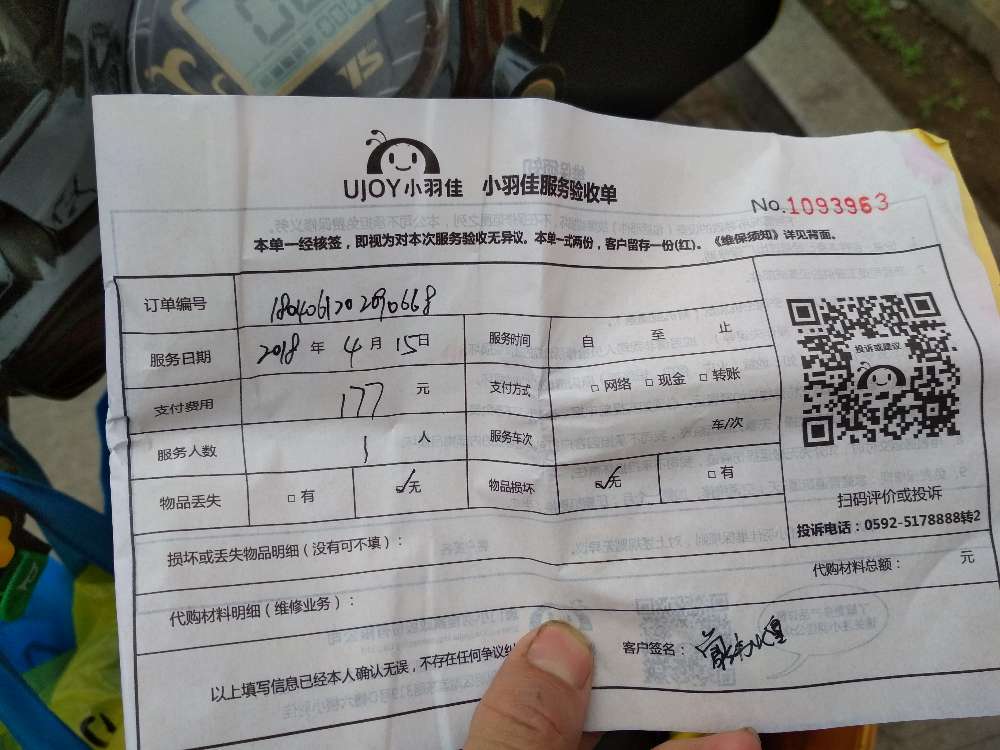 UJOY小羽佳 小羽佳服务验收单
No.1093963
本单一经核签，即视为对本次服务验收无异议。本单一式两份，客户留存一份(红)。《维保须知》详见背面。
订单编号 1804061202690668
服务日期 2018 年 4 月 15 日 服务时间 自 至 止
支付费用 177 元 支付方式 □ 网络 □ 现金 □ 转账
服务人数 1 人 服务车次 车/次
物品丢失 □ 有 ☑无 物品损坏 ☑无 □ 有
投诉或建议
扫码评价或投诉
投诉电话：0592-5178888转2
损坏或丢失物品明细（没有可不填）：
代购材料总额： 元
代购材料明细（维修业务）：
客户签名：
以上填写信息已经本人确认无误，不存在任何争议纠